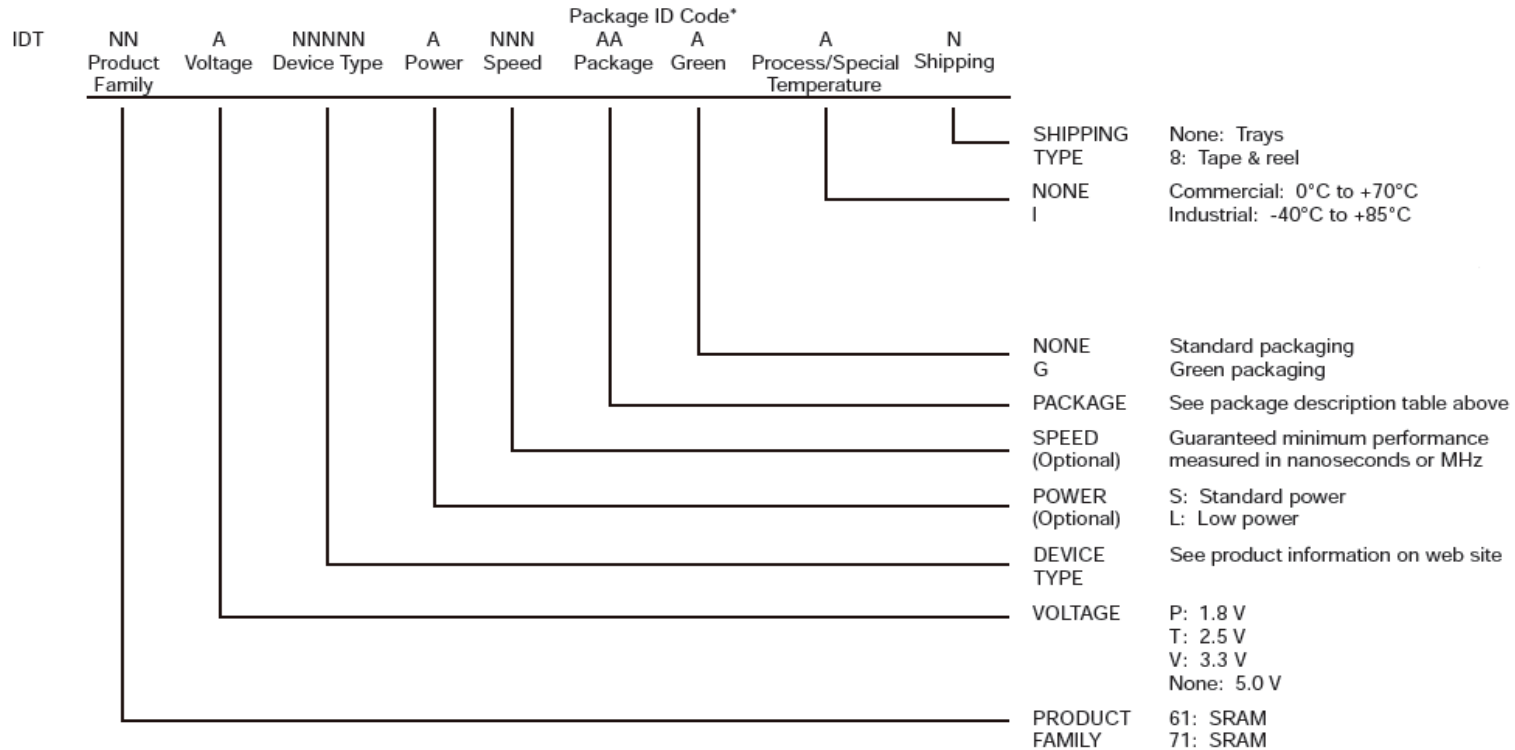 Package ID Code*
IDT NN A NNNNN A NNN AA A A N
Product Voltage Device Type Power Speed Package Green Process/Special Shipping
Family Temperature
SHIPPING None: Trays
TYPE 8: Tape & reel
NONE Commercial: 0°C to +70°C
I Industrial: -40°C to +85°C
NONE Standard packaging
G Green packaging
PACKAGE See package description table above
SPEED Guaranteed minimum performance
(Optional) measured in nanoseconds or MHz
POWER S: Standard power
(Optional) L: Low power
DEVICE See product information on web site
TYPE
VOLTAGE P: 1.8 V
T: 2.5 V
V: 3.3 V
None: 5.0 V
PRODUCT 61: SRAM
FAMILY 71: SRAM